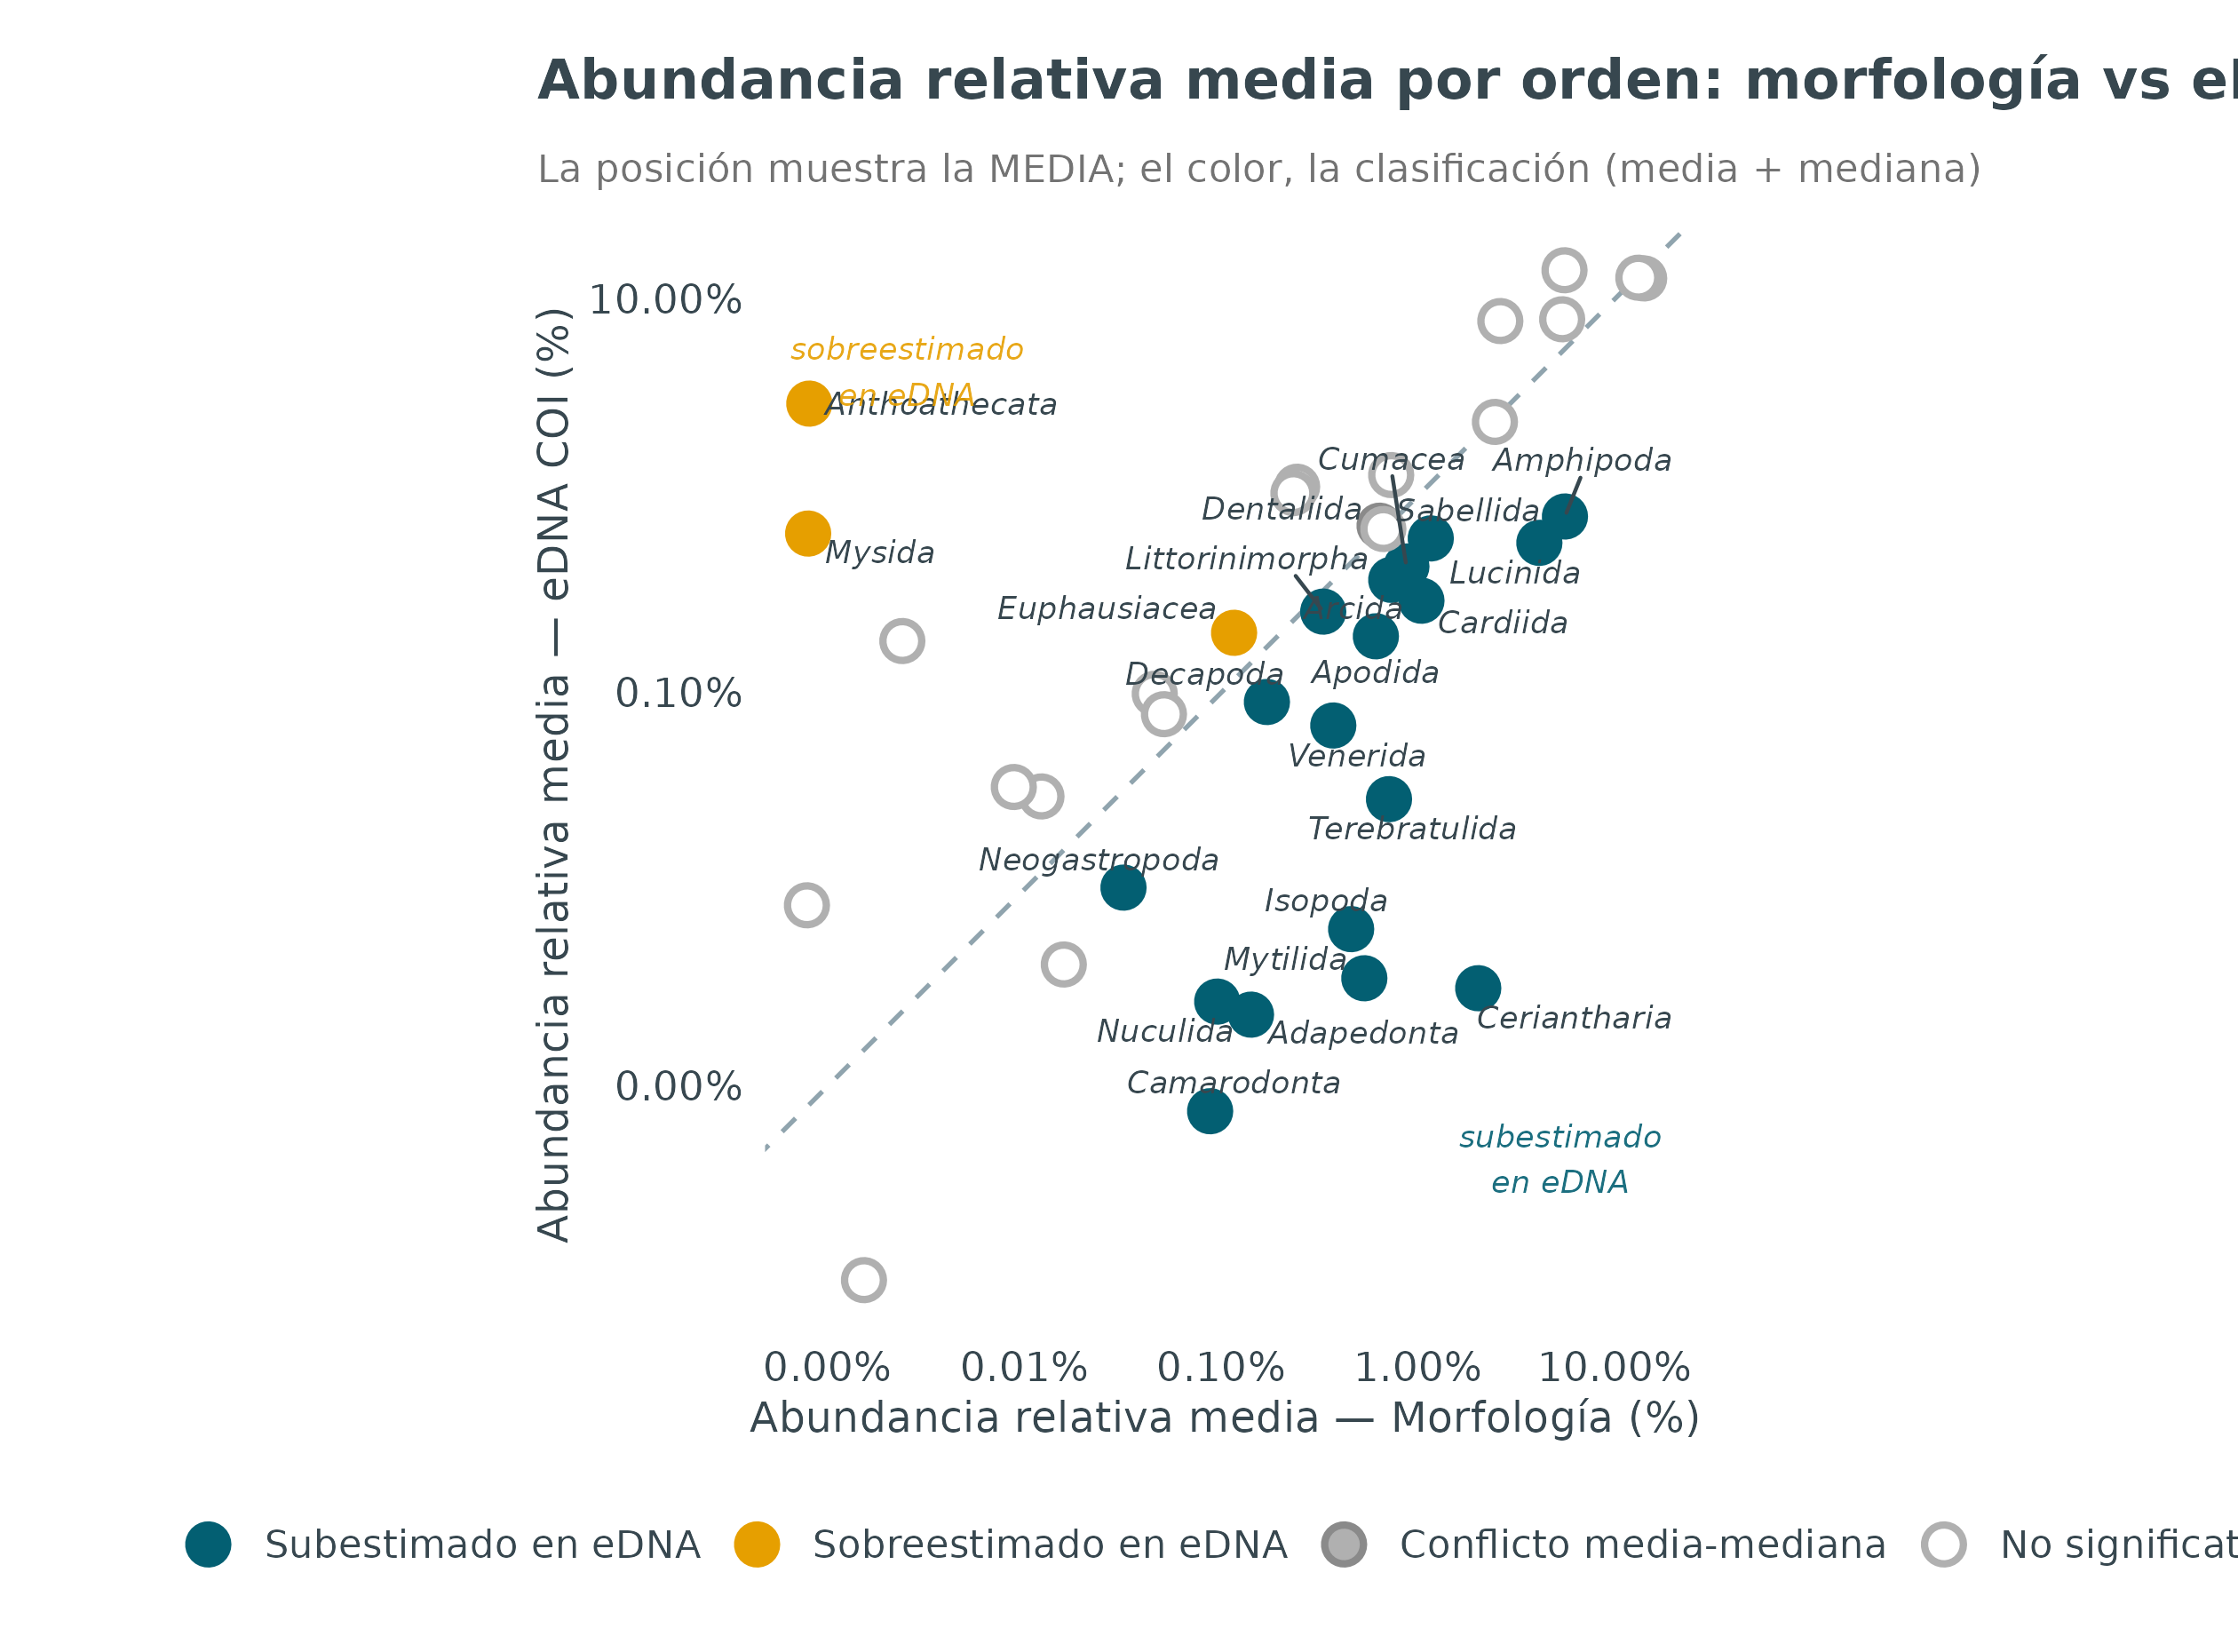 Abundancia relativa media por orden: morfología vs el
La posición muestra la MEDIA; el color, la clasificación (media + mediana)
Abundancia relativa media — eDNA COI (%)
10.00%
0.10%
0.00%
sobreestimado
en eDNA
Anthoathecata
Mysida
Cumacea
Amphipoda
Dentaliida
Sabellida
Littorinimorpha
Lucinida
Euphausiacea
Arcida
Cardiida
Decapoda
Apodida
Venerida
Terebratulida
Neogastropoda
Isopoda
Mytilida
Ceriantharia
Nuculida
Adapedonta
Camarodonta
subestimado
en eDNA
0.00%
0.01%
0.10%
1.00%
10.00%
Abundancia relativa media — Morfología (%)
Subestimado en eDNA
Sobreestimado en eDNA
Conflicto media-mediana
No significat